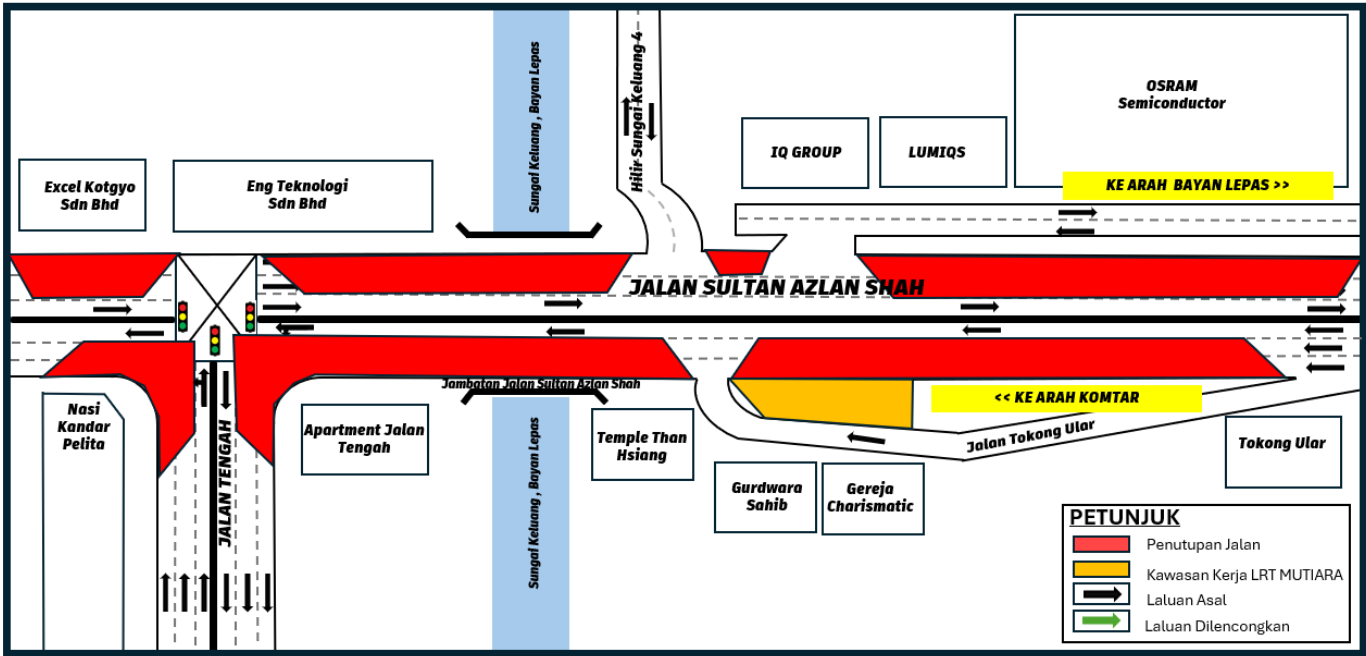 Sungai Keluang , Bayan Lepas
Hilir Sungai Keluang 4
OSRAM
Semiconductor
IQ GROUP
LUMIQS
Excel Kotgyo
Sdn Bhd
Eng Teknologi
Sdn Bhd
KE ARAH BAYAN LEPAS >>
JALAN SULTAN AZLAN SHAH
Jambatan Jalan Sultan Azlan Shah
<< KE ARAH KOMTAR
Nasi
Kandar
Pelita
JALAN TENGAH
Apartment Jalan
Tengah
Sungai Keluang , Bayan Lepas
Temple Than
Hsiang
Jalan Tokong Ular
Tokong Ular
Gurdwara
Sahib
Gereja
Charismatic
PETUNJUK
Penutupan Jalan
Kawasan Kerja LRT MUTIARA
Laluan Asal
Laluan Dilencongkan